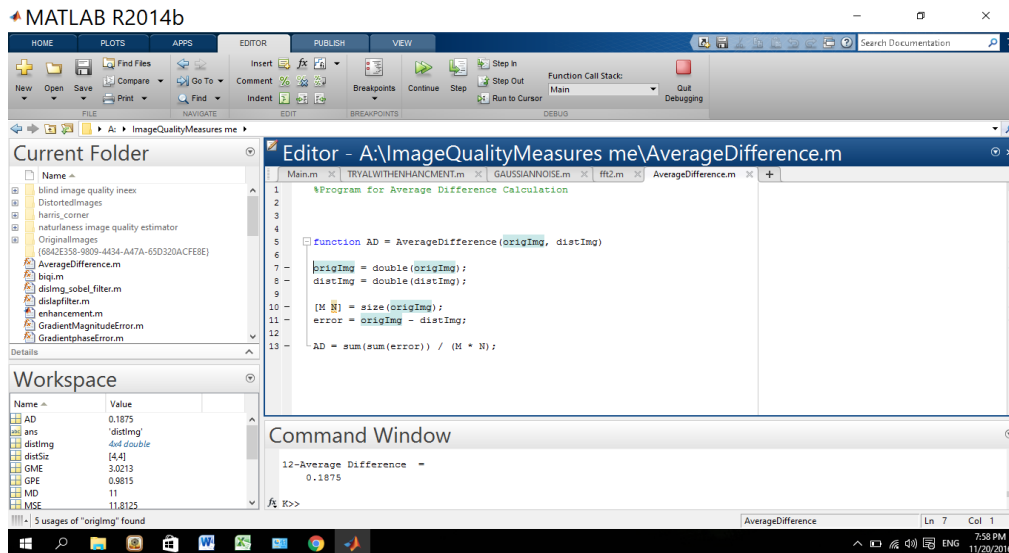 MATLAB R2014b
HOME PLOTS APPS EDITOR PUBLISH VIEW
Search Documentation
New Open Save
Find Files
Compare
Print
Go To
Find
Insert
Comment
Indent
Breakpoints
Continue
Step
Step In
Step Out
Run to Cursor
Function Call Stack:
Main
Quit Debugging
FILE NAVIGATE EDIT BREAKPOINTS DEBUG
A: ImageQualityMeasures me
Current Folder
Name
blind image quality ineex
DistortedImages
harris_corner
naturlaness image quality estimator
OriginalImages
{6842E358-9809-4434-A47A-65D320ACFE8E}
AverageDifference.m
biqi.m
disImg_sobel_filter.m
dislapfilter.m
enhancement.m
GradientMagnitudeError.m
GradientphaseError.m
Details
Workspace
Name Value
AD 0.1875
ans 'distImg'
distImg 4x4 double
distSiz [4,4]
GME 3.0213
GPE 0.9815
MD 11
MSE 11.8125
Editor - A:\ImageQualityMeasures me\AverageDifference.m
Main.m TRYALWITHENHANCMENT.m GAUSSIANNOISE.m fft2.m AverageDifference.m
1 %Program for Average Difference Calculation
2
3
4
5 function AD = AverageDifference(origImg, distImg)
6
7 – origImg = double(origImg);
8 – distImg = double(distImg);
9
10 – [M N] = size(origImg);
11 – error = origImg - distImg;
12
13 – AD = sum(sum(error)) / (M * N);
Command Window
12-Average Difference =
0.1875
fx K>>
5 usages of "origImg" found
AverageDifference
Ln 7 Col 1
ENG
7:58 PM